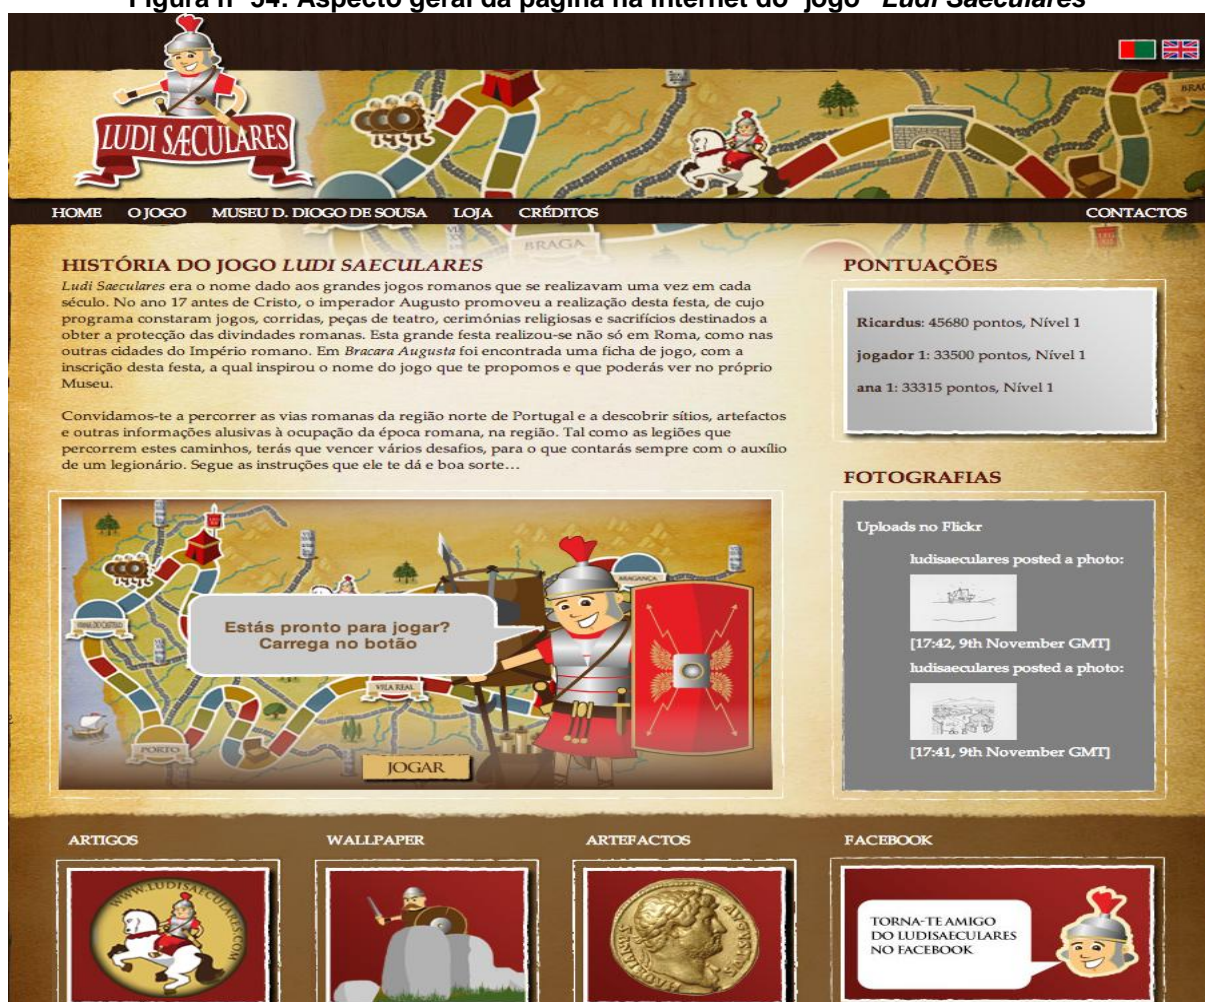 Figura nº 54: Aspecto geral da página na Internet do "jogo" Ludi Saeculares
LUDI SÆCULARES
HOME O JOGO MUSEU D. DIOGO DE SOUSA LOJA CRÉDITOS CONTACTOS
BRAGA
HISTÓRIA DO JOGO LUDI SAECULARES
Ludi Saeculares era o nome dado aos grandes jogos romanos que se realizavam uma vez em cada
século. No ano 17 antes de Cristo, o imperador Augusto promoveu a realização desta festa, de cujo
programa constaram jogos, corridas, peças de teatro, cerimónias religiosas e sacrifícios destinados a
obter a protecção das divindades romanas. Esta grande festa realizou-se não só em Roma, como nas
outras cidades do Império romano. Em Bracara Augusta foi encontrada uma ficha de jogo, com a
inscrição desta festa, a qual inspirou o nome do jogo que te propomos e que poderás ver no próprio
Museu.
Convidamos-te a percorrer as vias romanas da região norte de Portugal e a descobrir sítios, artefactos
e outras informações alusivas à ocupação da época romana, na região. Tal como as legiões que
percorrem estes caminhos, terás que vencer vários desafios, para o que contarás sempre com o auxílio
de um legionário. Segue as instruções que ele te dá e boa sorte...
PONTUAÇÕES
Ricardus: 45680 pontos, Nível 1
jogador 1: 33500 pontos, Nível 1
ana 1: 33315 pontos, Nível 1
FOTOGRAFIAS
Uploads no Flickr
ludisaeculares posted a photo:
[17:42, 9th November GMT]
ludisaeculares posted a photo:
[17:41, 9th November GMT]
BRAGANÇA
VIANA DO CASTELO
Estás pronto para jogar?
Carrega no botão
VILA REAL
PORTO
JOGAR
ARTIGOS
WALLPAPER
ARTEFACTOS
FACEBOOK
WWW.LUDISAECULARES.COM
AUGUSTUS
TORNA-TE AMIGO
DO LUDISAECULARES
NO FACEBOOK